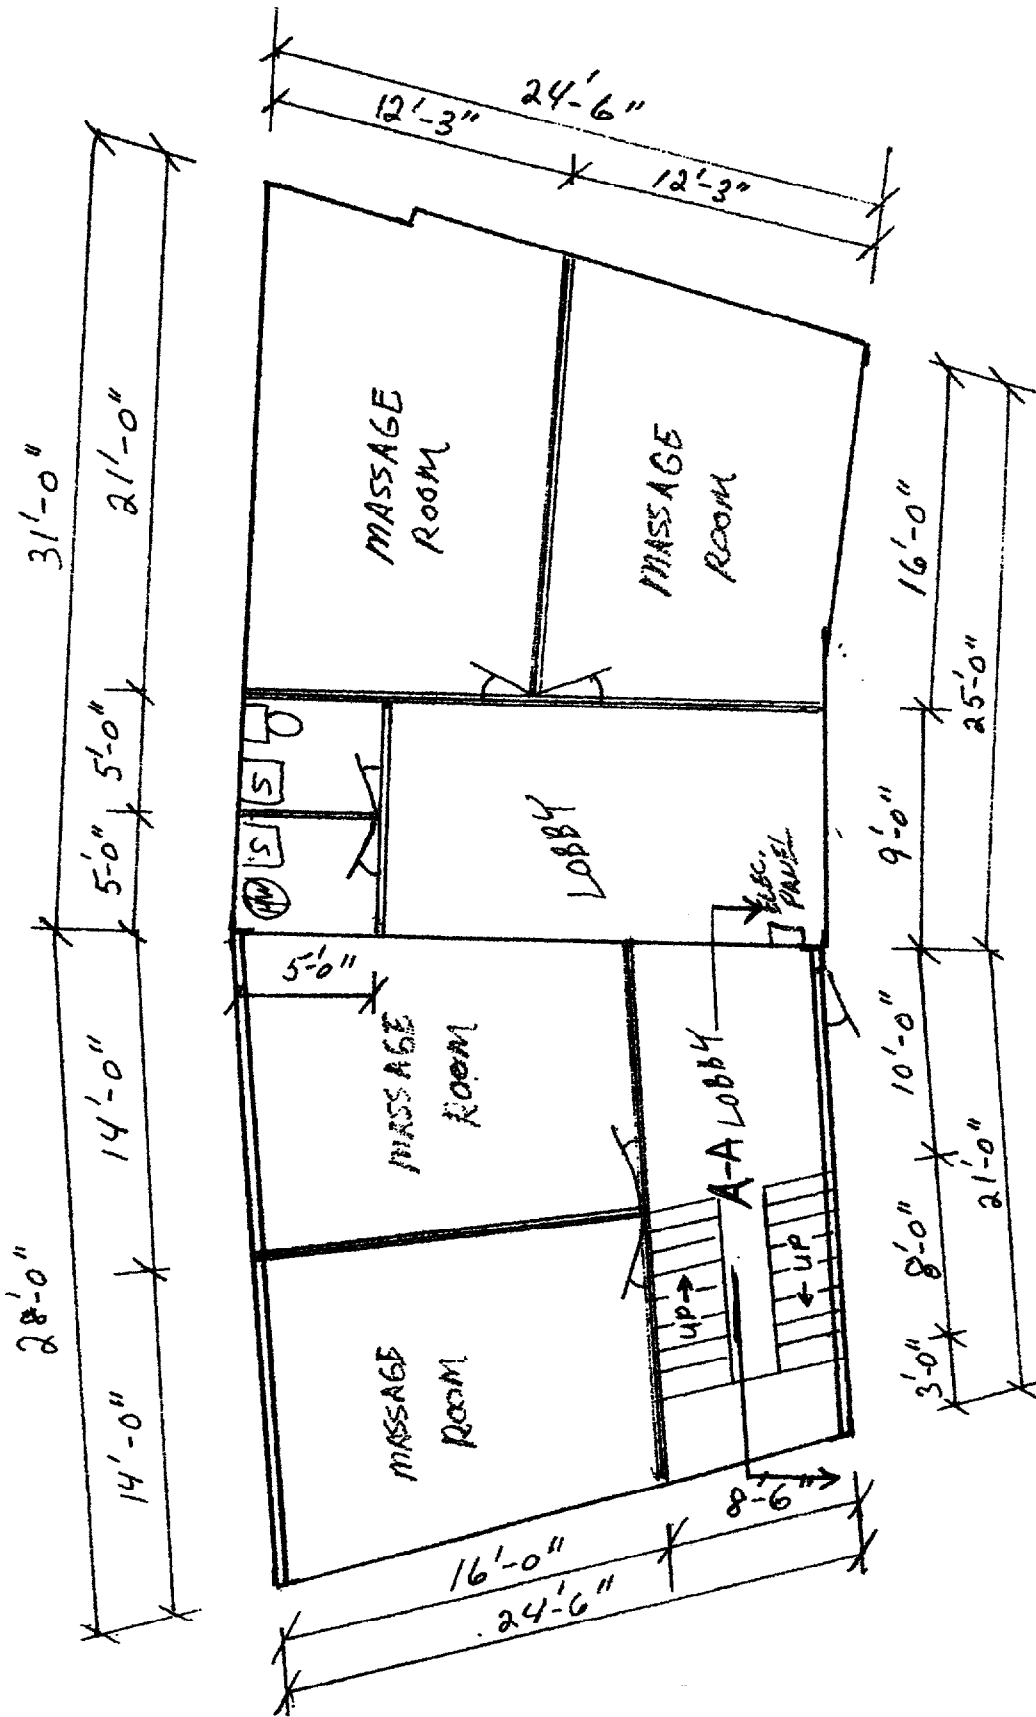 24'-6"
12'-3"
12'-3"
31'-0"
21'-0"
5'-0"
5'-0"
MASSAGE
ROOM
MASSAGE
ROOM
16'-0"
25'-0"
9'-0"
S
S
HW
LOBBY
ELEC.
PANEL
5'-0"
28'-0"
14'-0"
14'-0"
MASSAGE
ROOM
A-A LOBBY
10'-0"
21'-0"
8'-0"
3'-0"
MASSAGE
ROOM
UP
UP
8'-6"
16'-0"
24'-6"